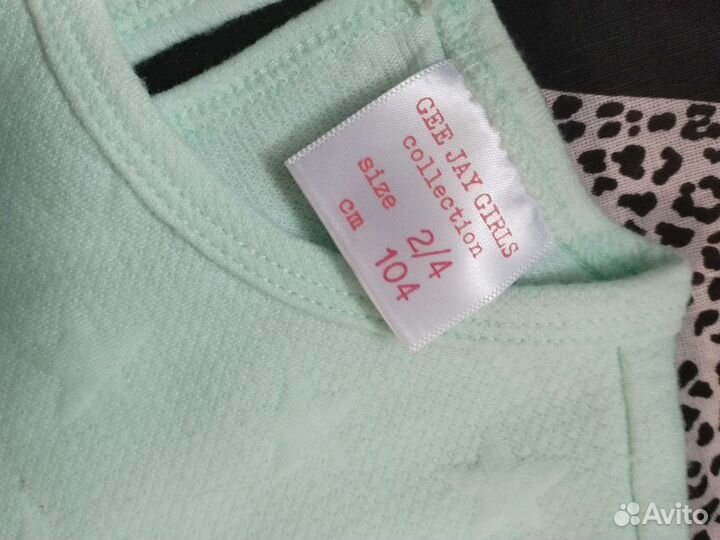 GEE JAY GIRLS
collection
size 2/4
cm 104
Avito